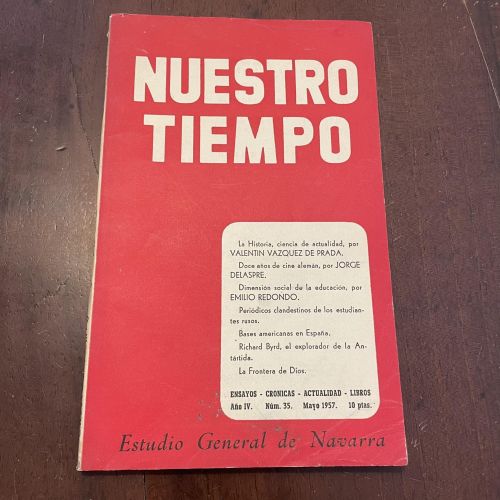 NUESTRO
TIEMPO
La Historia, ciencia de actualidad, por
VALENTIN VAZQUEZ DE PRADA.
Doce años de cine alemán, por JORGE
DELASPRE.
Dimensión social de la educación, por
EMILIO REDONDO.
Periódicos clandestinos de los estudian-
tes rusos.
Bases americanas en España.
Richard Byrd, el explorador de la An-
tártida.
La Frontera de Dios.
ENSAYOS - CRONICAS - ACTUALIDAD - LIBROS
Año IV. Núm. 35. Mayo 1957. 10 ptas.
Estudio General de Navarra